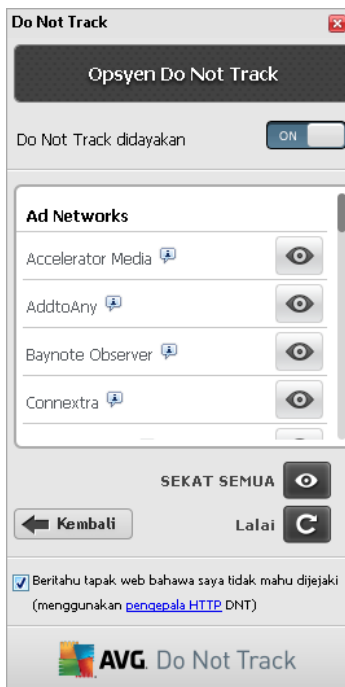 Do Not Track
Opsyen Do Not Track
Do Not Track didayakan
ON
Ad Networks
Accelerator Media
AddtoAny
Baynote Observer
Connextra
SEKAT SEMUA
Kembali
Lalai
Beritahu tapak web bahawa saya tidak mahu dijejaki
(menggunakan pengepala HTTP DNT)
AVG. Do Not Track